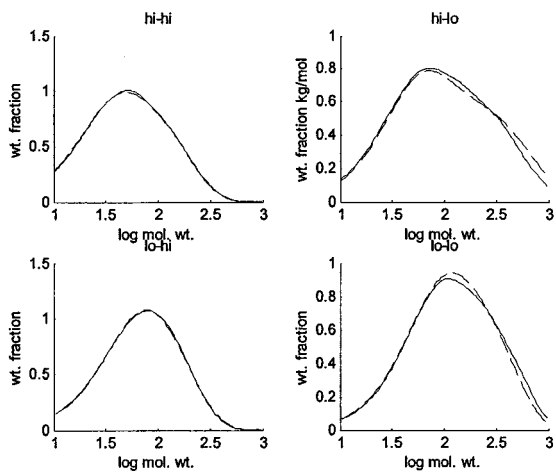 hi-hi
1.5
1
0.5
0
wt. fraction
1 1.5 2 2.5 3
log mol. wt.
hi-lo
1
0.8
0.6
0.4
0.2
0
wt. fraction kg/mol
1 1.5 2 2.5 3
log mol. wt.
lo-hi
1.5
1
0.5
0
wt. fraction
1 1.5 2 2.5 3
log mol. wt.
lo-lo
1
0.8
0.6
0.4
0.2
0
wt. fraction
1 1.5 2 2.5 3
log mol. wt.